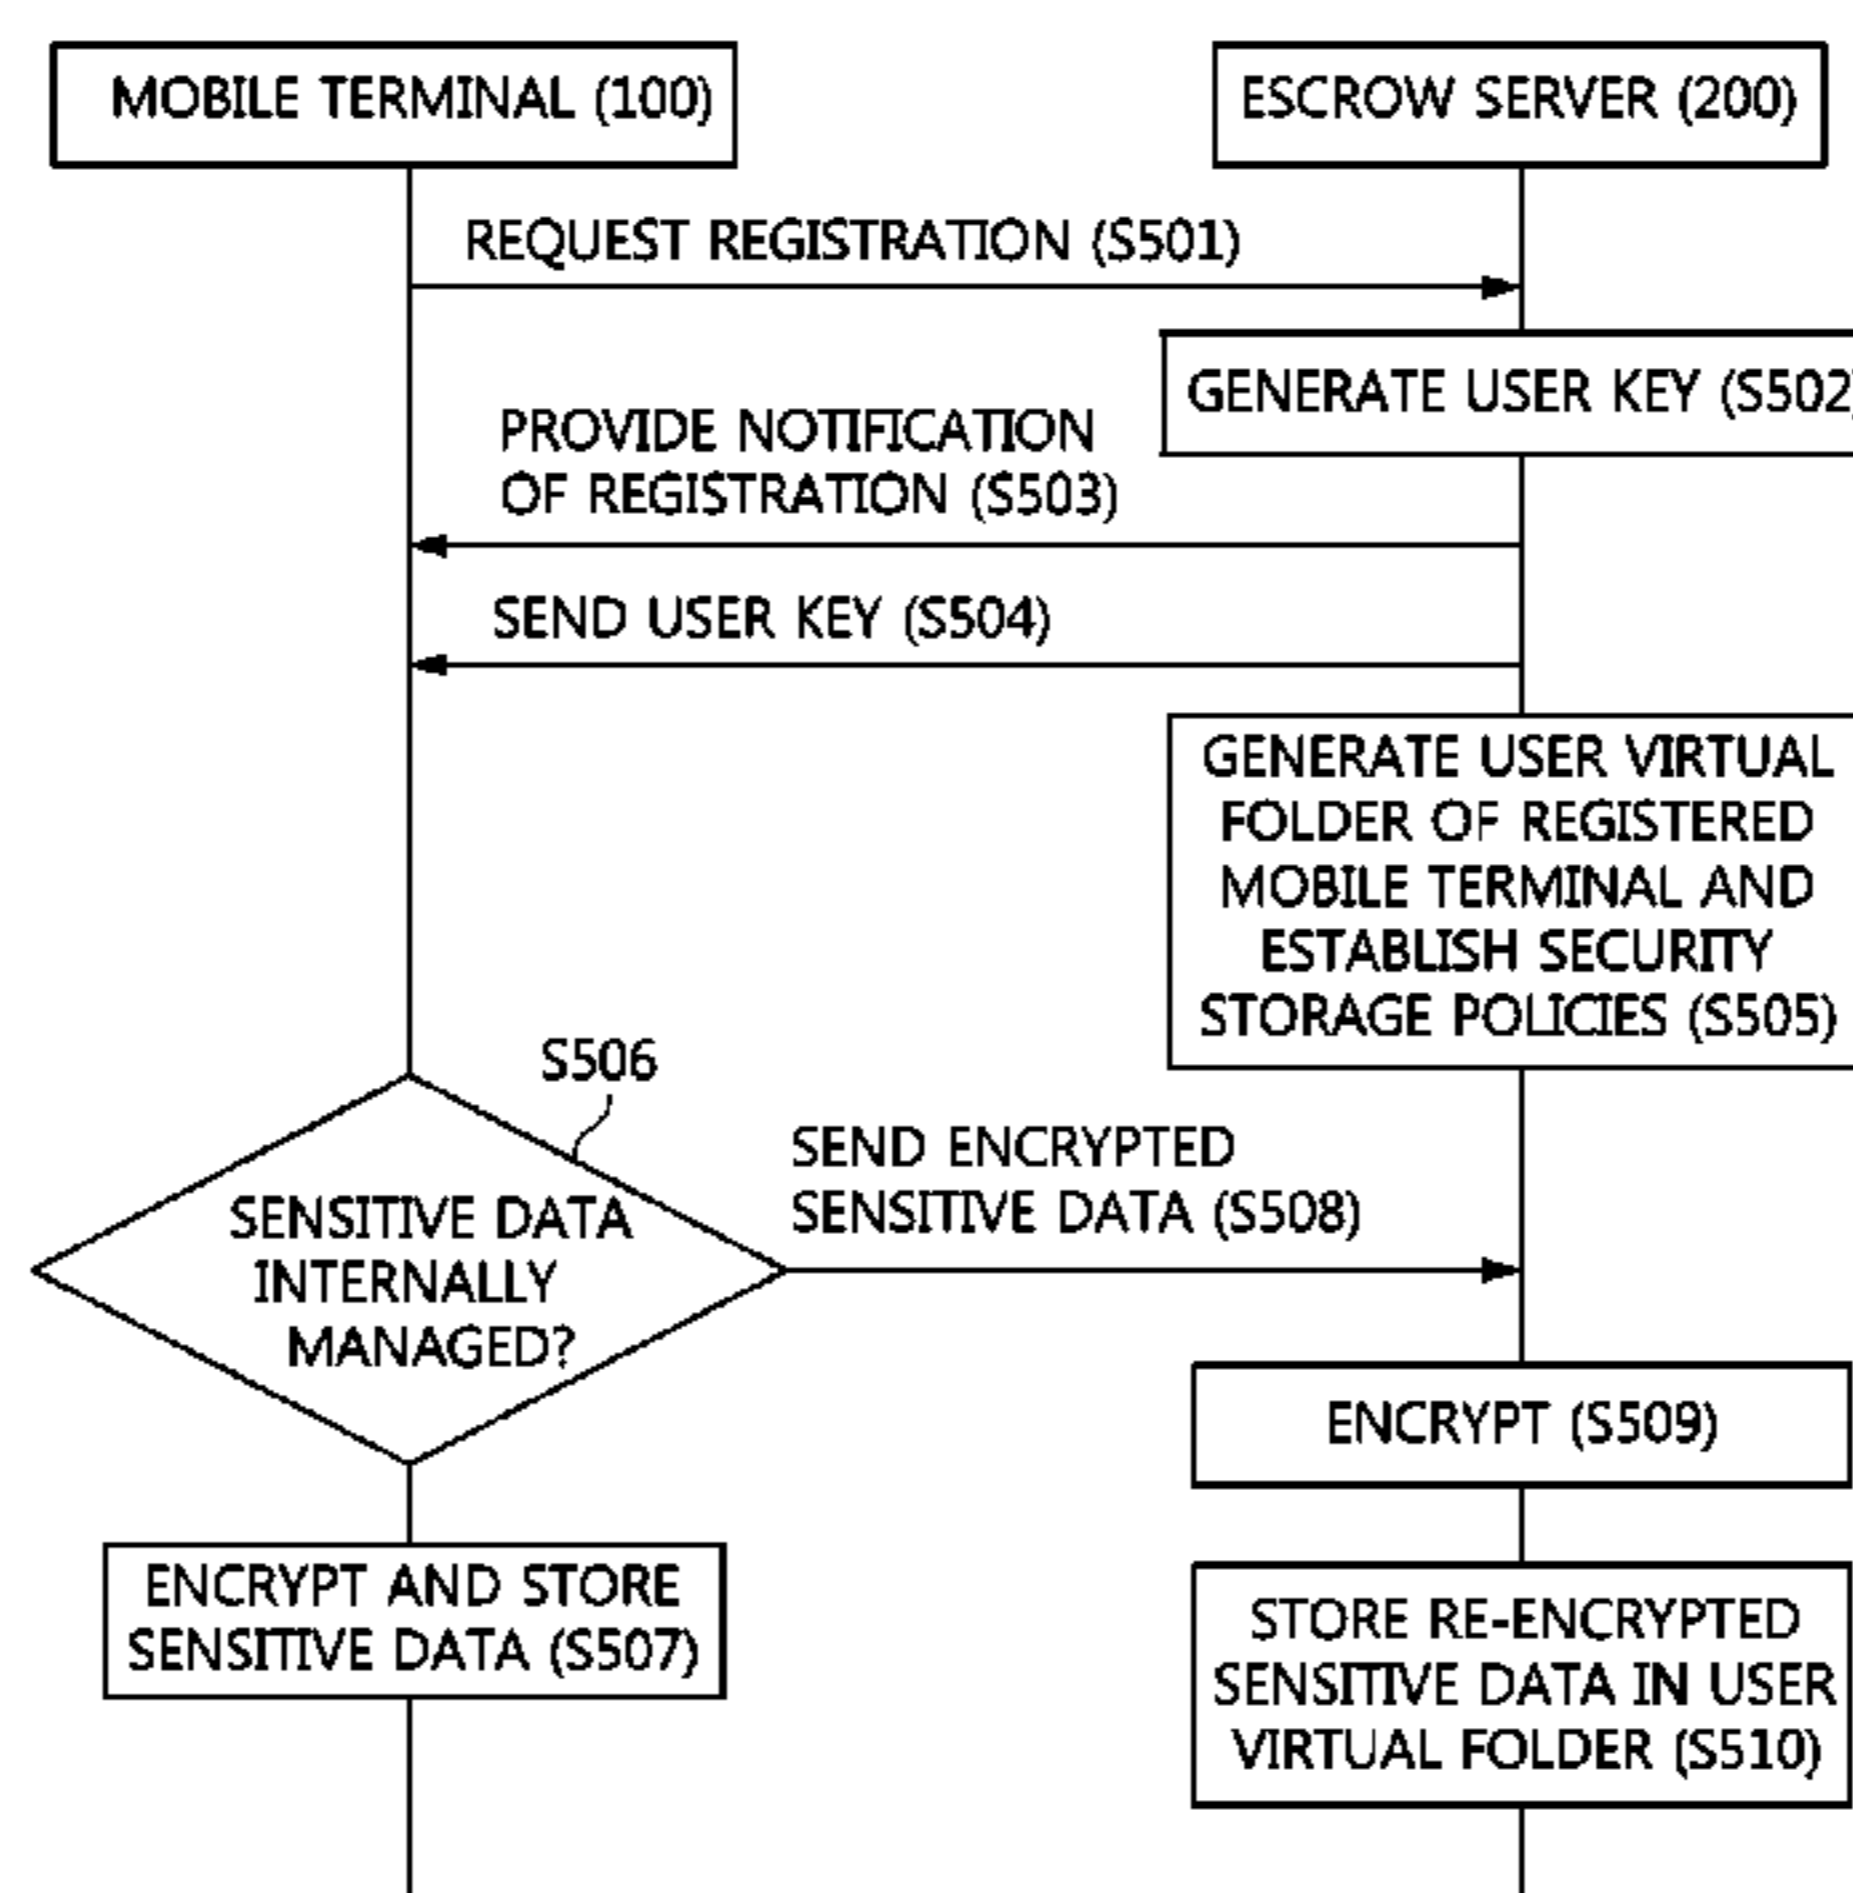 MOBILE TERMINAL (100)
ESCROW SERVER (200)
REQUEST REGISTRATION (S501)
GENERATE USER KEY (S502)
PROVIDE NOTIFICATION
OF REGISTRATION (S503)
SEND USER KEY (S504)
GENERATE USER VIRTUAL
FOLDER OF REGISTERED
MOBILE TERMINAL AND
ESTABLISH SECURITY
STORAGE POLICIES (S505)
S506
SENSITIVE DATA
INTERNALLY
MANAGED?
SEND ENCRYPTED
SENSITIVE DATA (S508)
ENCRYPT (S509)
ENCRYPT AND STORE
SENSITIVE DATA (S507)
STORE RE-ENCRYPTED
SENSITIVE DATA IN USER
VIRTUAL FOLDER (S510)